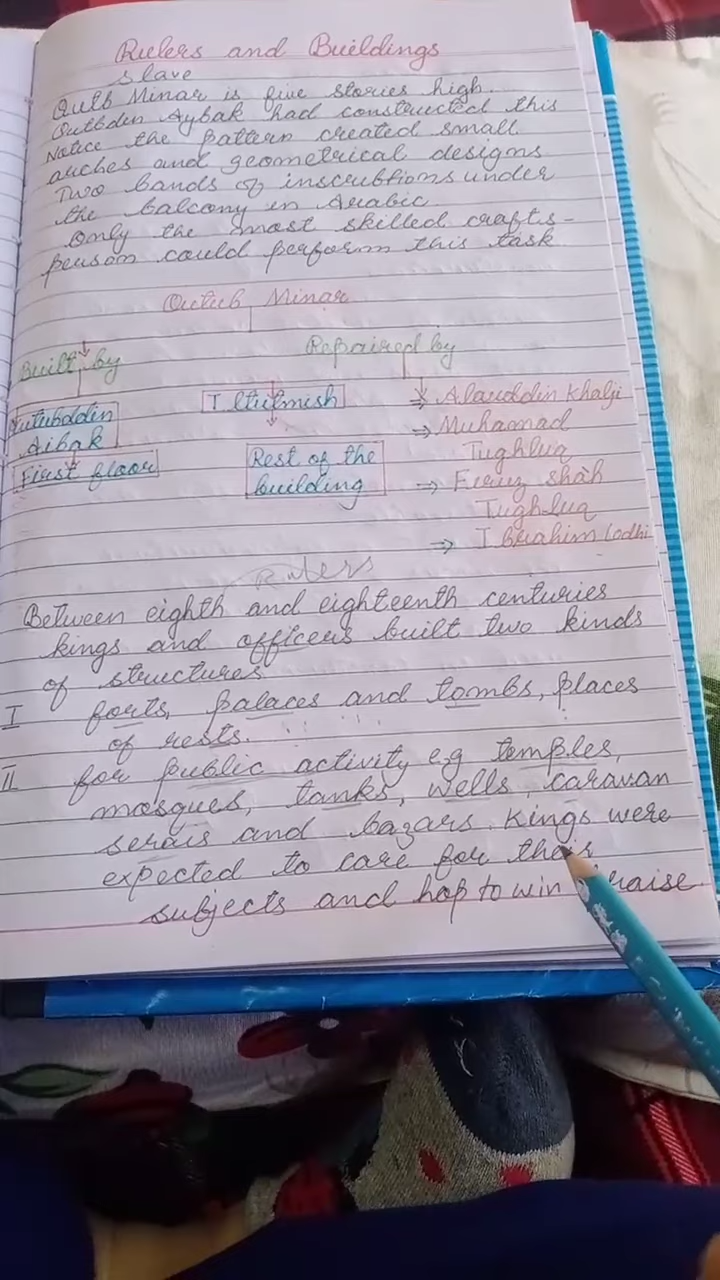 Rulers and Buildings
slave
Qutb Minar is five stories high.
Qutbden Aybak had constructed this
Notice the pattern created small
arches and geometrical designs
Two bands of inscrubtions under
the balcony in Arabic.
Only the most skilled crafts-
person could perform this task
Qutub Minar
Built by
Repaired by
Qutubddin
Aibak
First floor
Iltutmish
Rest of the
building
→ Alauddin Khalji
→ Muhamad
Tughluq
→ Firuz shah
Tughluq
→ Ibrahim Lodhi
Rulers
Between eighth and eighteenth centuries
kings and officers built two kinds
of structures
I forts, palaces and tombs, places
of rests.
II for public activity e.g temples,
mosques, tanks, wells, caravan
serais and bazars. Kings were
expected to care for their
subjects and hop to win praise